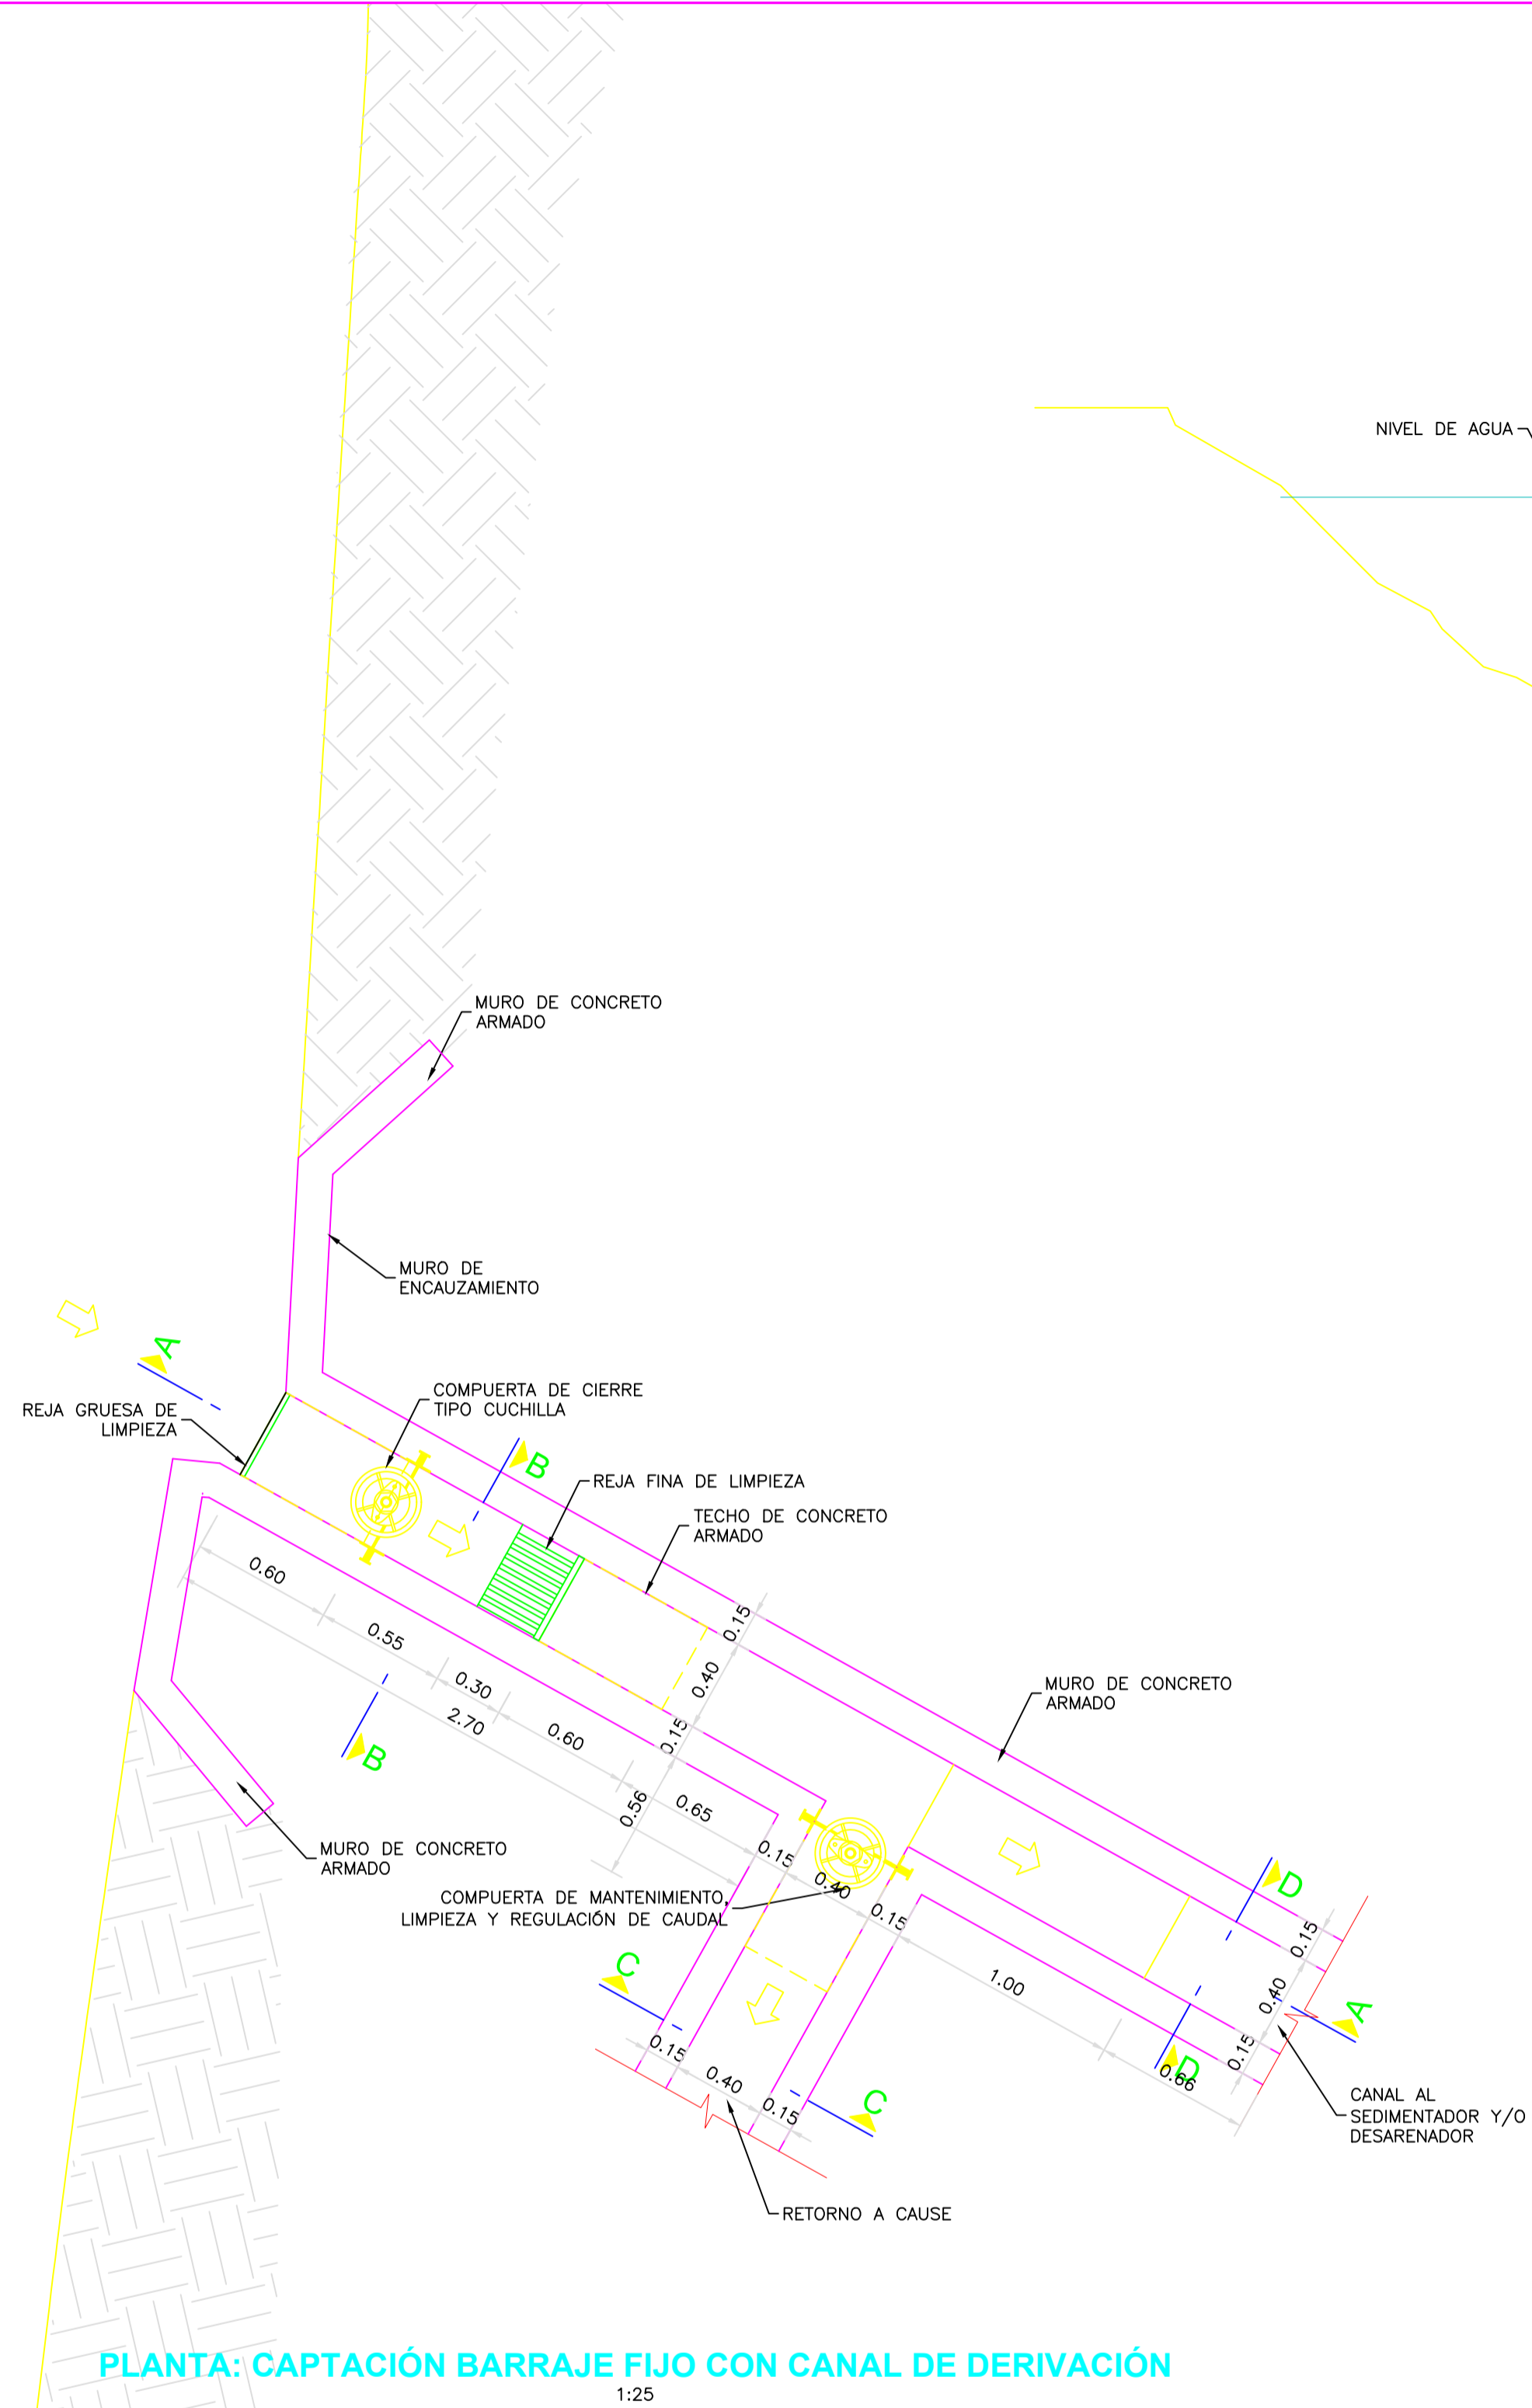 NIVEL DE AGUA
MURO DE CONCRETO
ARMADO
MURO DE
ENCAUZAMIENTO
A
REJA GRUESA DE
LIMPIEZA
COMPUERTA DE CIERRE
TIPO CUCHILLA
B
REJA FINA DE LIMPIEZA
TECHO DE CONCRETO
ARMADO
0.60
0.55
0.30
2.70
0.60
0.65
0.15
0.40
0.15
0.56
B
MURO DE CONCRETO
ARMADO
MURO DE CONCRETO
ARMADO
0.15
0.40
0.15
1.00
0.66
COMPUERTA DE MANTENIMIENTO,
LIMPIEZA Y REGULACIÓN DE CAUDAL
D
0.15
0.40
0.15
A
D
C
0.15
0.40
0.15
C
CANAL AL
SEDIMENTADOR Y/O
DESARENADOR
RETORNO A CAUSE
PLANTA: CAPTACIÓN BARRAJE FIJO CON CANAL DE DERIVACIÓN
1:25